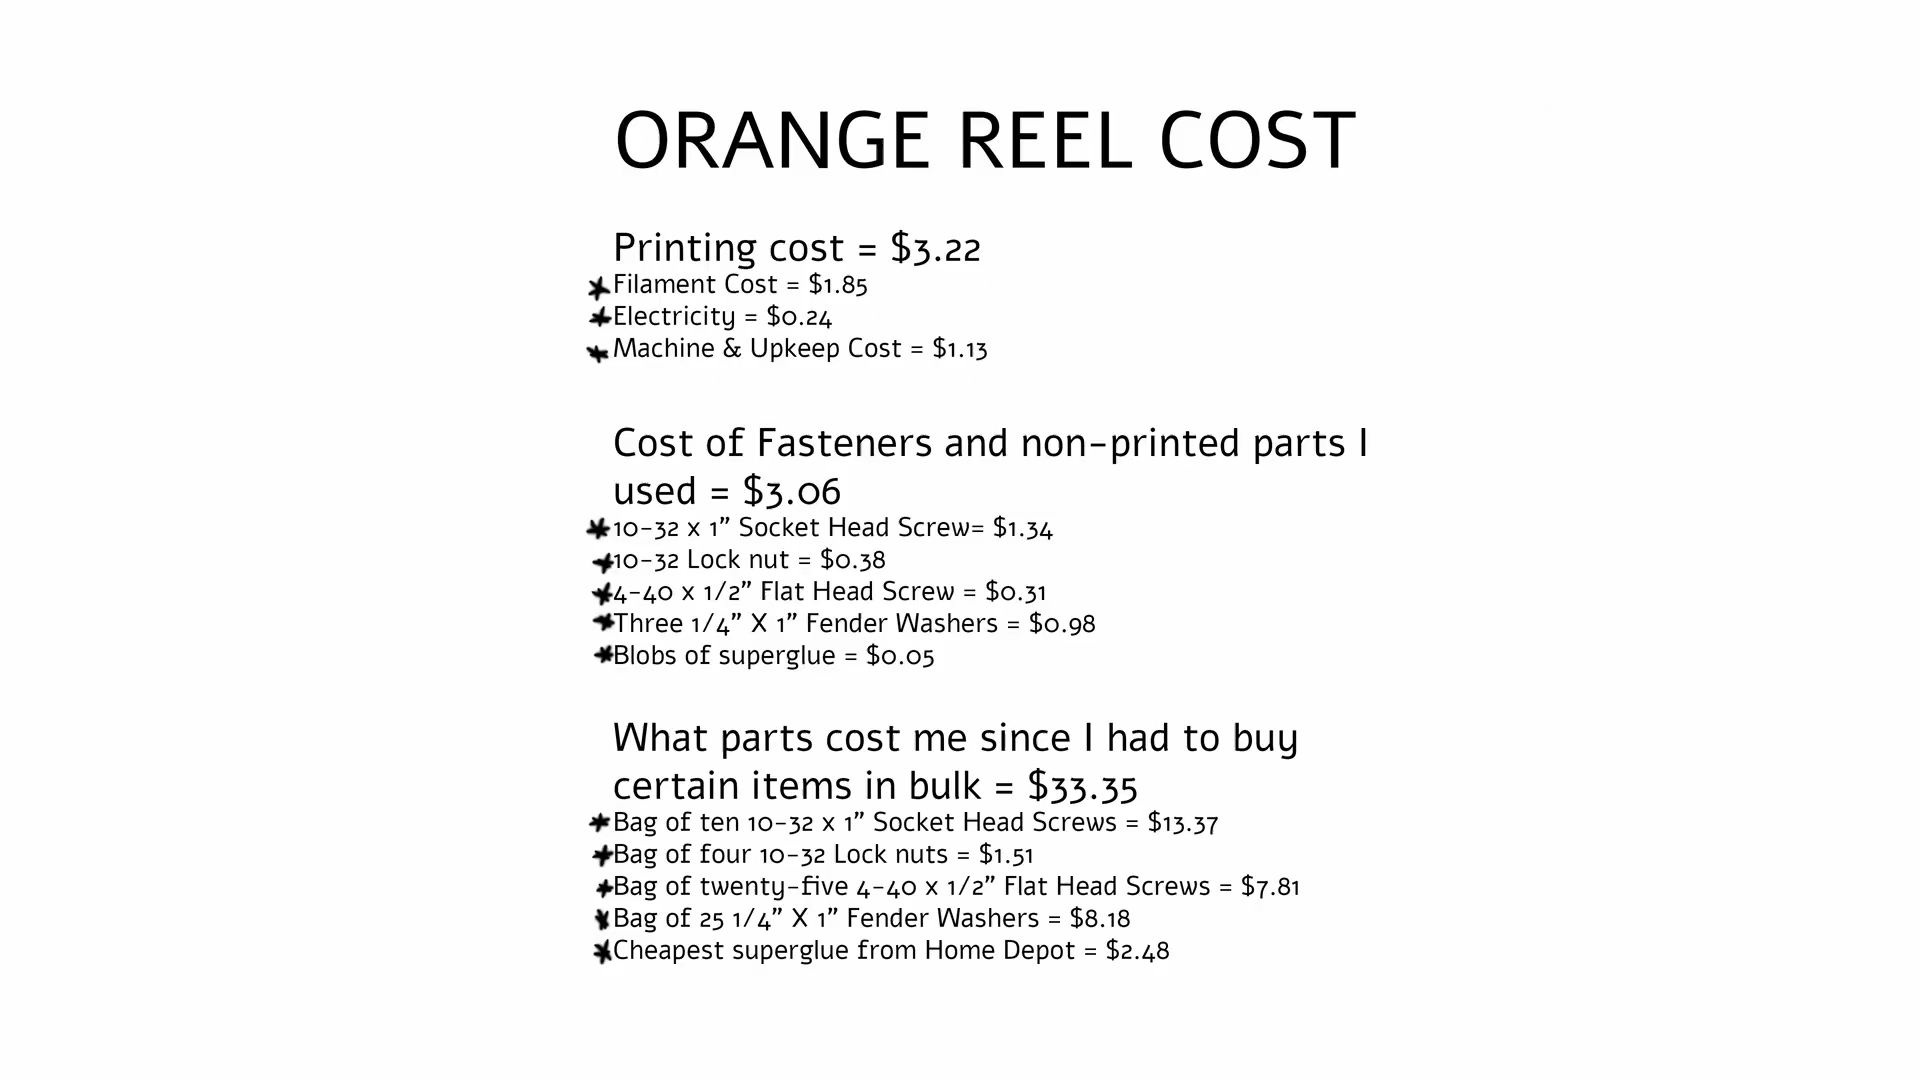 ORANGE REEL COST
Printing cost = $3.22
*Filament Cost = $1.85
*Electricity = $0.24
*Machine & Upkeep Cost = $1.13
Cost of Fasteners and non-printed parts I
used = $3.06
*10-32 x 1” Socket Head Screw= $1.34
*10-32 Lock nut = $0.38
*4-40 x 1/2” Flat Head Screw = $0.31
*Three 1/4” X 1” Fender Washers = $0.98
*Blobs of superglue = $0.05
What parts cost me since I had to buy
certain items in bulk = $33.35
*Bag of ten 10-32 x 1” Socket Head Screws = $13.37
*Bag of four 10-32 Lock nuts = $1.51
*Bag of twenty-five 4-40 x 1/2” Flat Head Screws = $7.81
*Bag of 25 1/4” X 1” Fender Washers = $8.18
*Cheapest superglue from Home Depot = $2.48